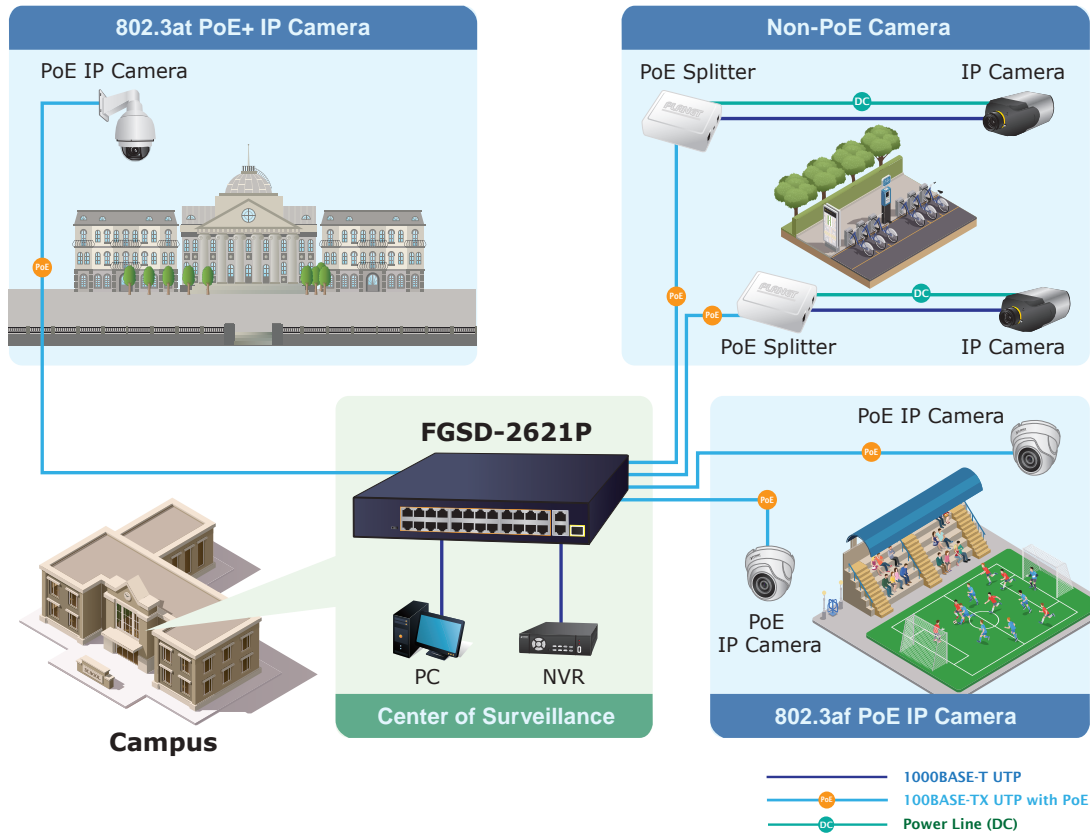 802.3at PoE+ IP Camera
PoE IP Camera
PoE
Non-PoE Camera
PoE Splitter
IP Camera
PLANET
DC
PoE
PoE
PLANET
DC
PoE Splitter
IP Camera
FGSD-2621P
PC
NVR
Center of Surveillance
Campus
SCHOOL
PoE IP Camera
PoE
PoE
PoE
IP Camera
802.3af PoE IP Camera
1000BASE-T UTP
PoE
100BASE-TX UTP with PoE
DC
Power Line (DC)